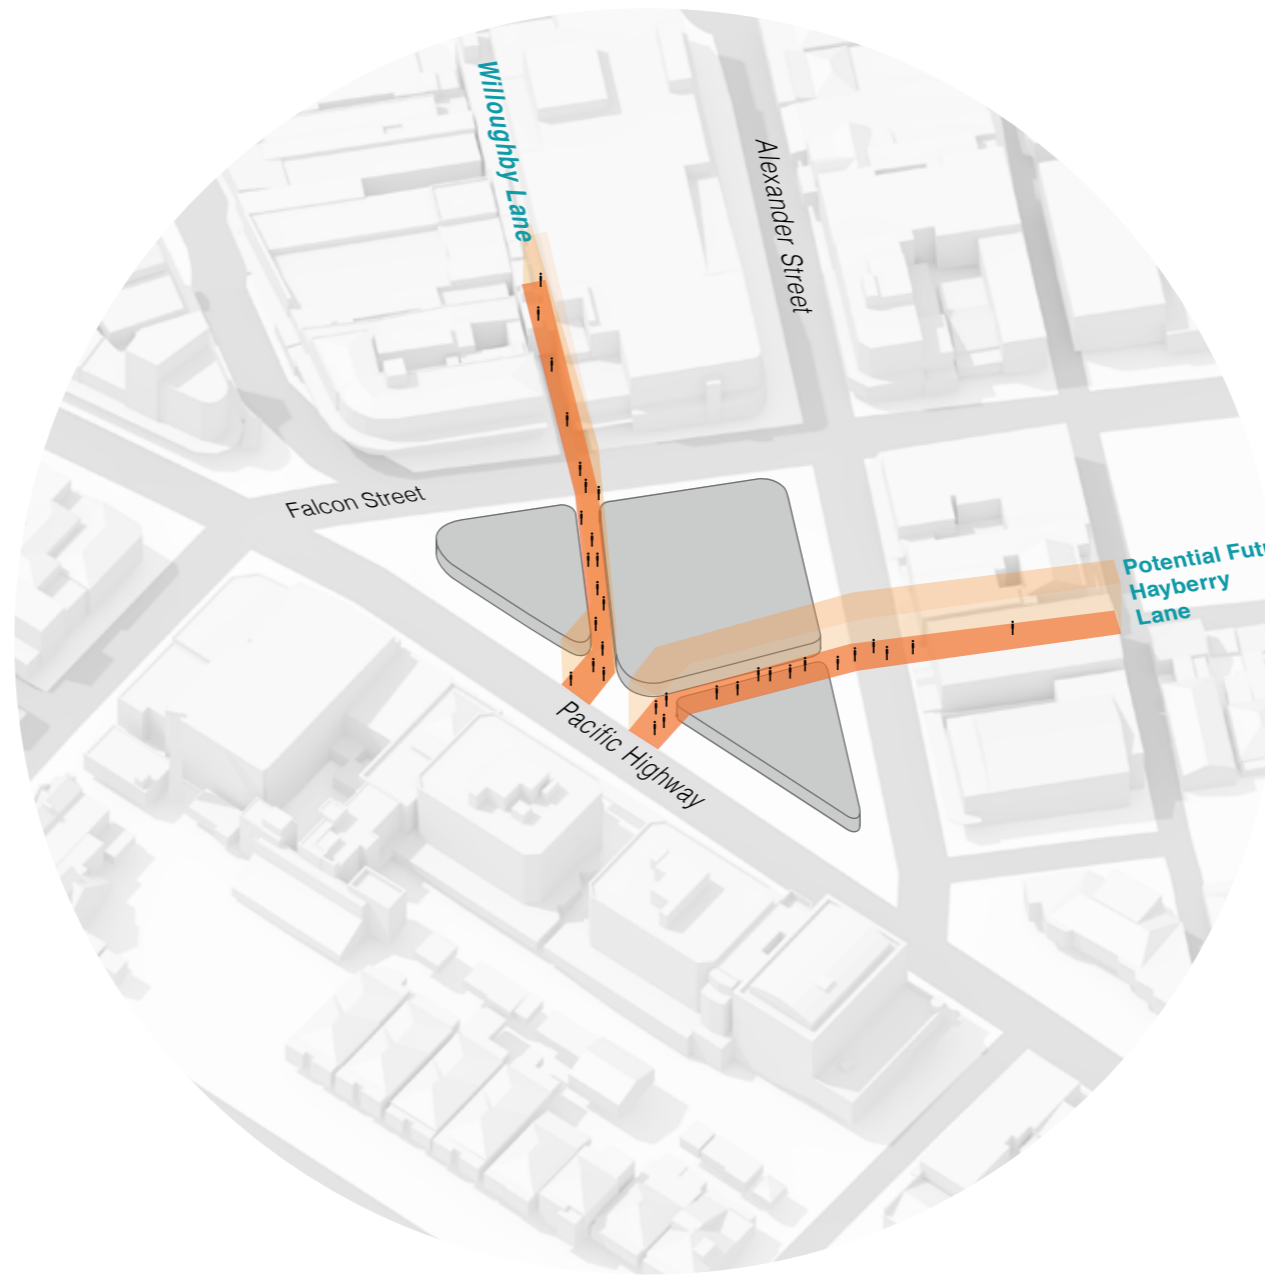 Willoughby Lane
Alexander Street
Falcon Street
Potential Futu
Hayberry
Lane
Pacific Highway